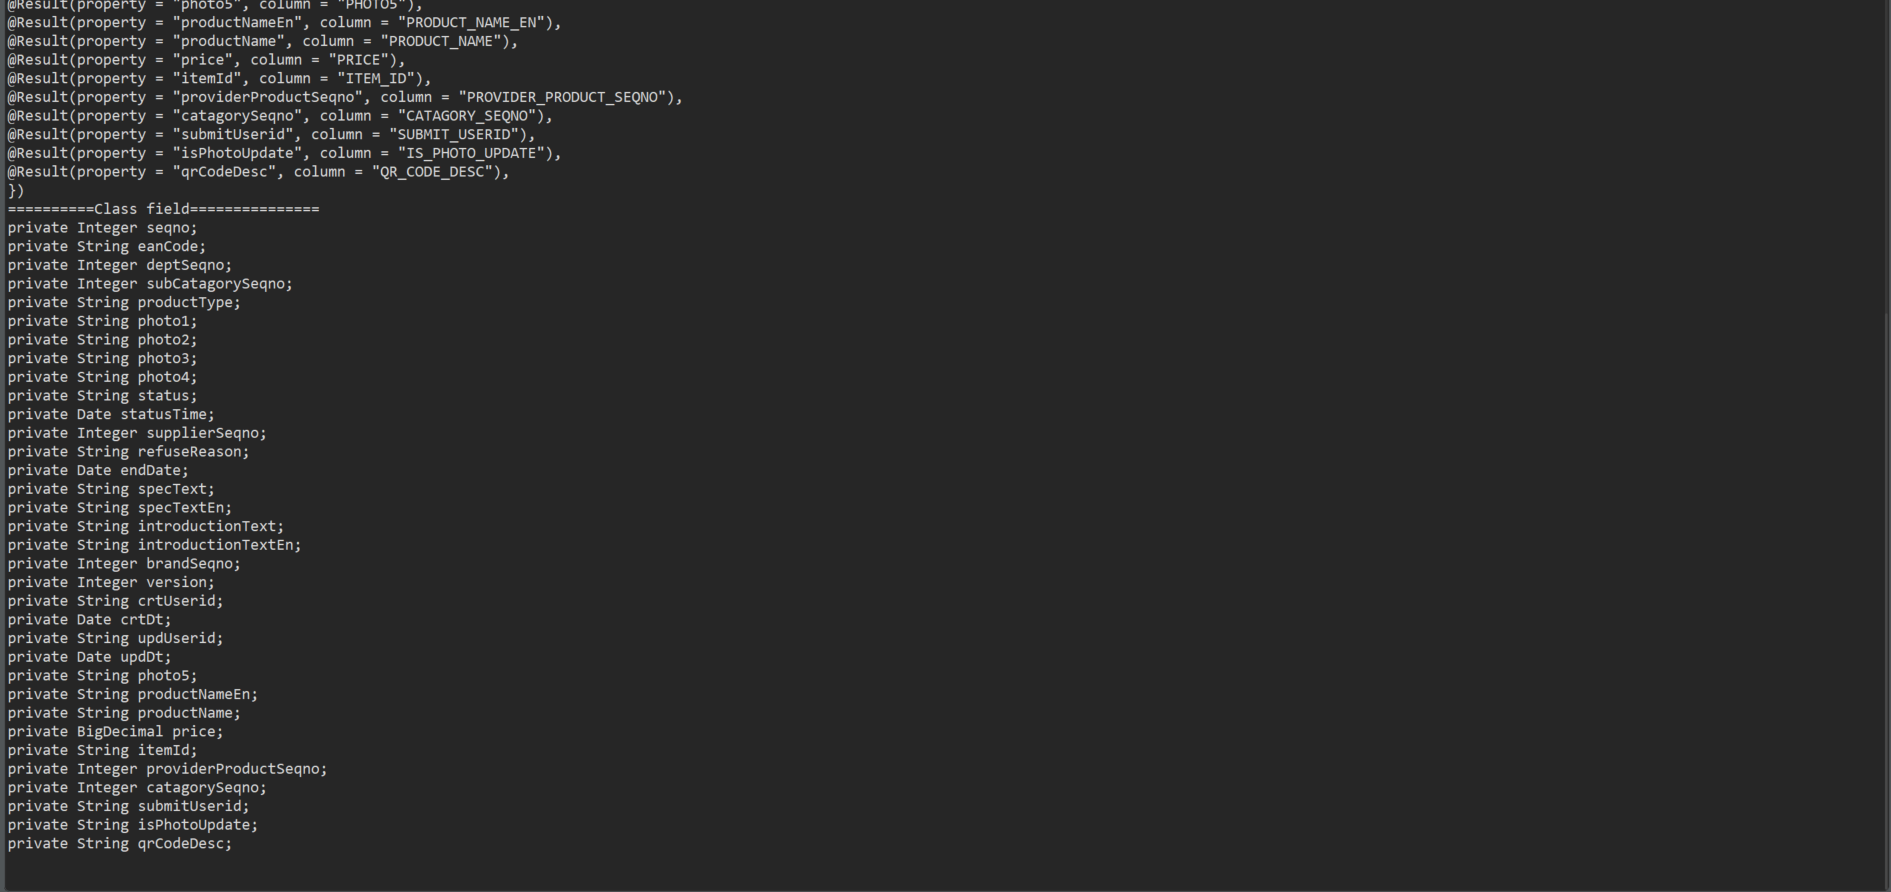 @Result(property = "photo5", column = "PHOTO5"),
@Result(property = "productNameEn", column = "PRODUCT_NAME_EN"),
@Result(property = "productName", column = "PRODUCT_NAME"),
@Result(property = "price", column = "PRICE"),
@Result(property = "itemId", column = "ITEM_ID"),
@Result(property = "providerProductSeqno", column = "PROVIDER_PRODUCT_SEQNO"),
@Result(property = "catagorySeqno", column = "CATAGORY_SEQNO"),
@Result(property = "submitUserid", column = "SUBMIT_USERID"),
@Result(property = "isPhotoUpdate", column = "IS_PHOTO_UPDATE"),
@Result(property = "qrCodeDesc", column = "QR_CODE_DESC"),
})
==========Class field===============
private Integer seqno;
private String eanCode;
private Integer deptSeqno;
private Integer subCatagorySeqno;
private String productType;
private String photo1;
private String photo2;
private String photo3;
private String photo4;
private String status;
private Date statusTime;
private Integer supplierSeqno;
private String refuseReason;
private Date endDate;
private String specText;
private String specTextEn;
private String introductionText;
private String introductionTextEn;
private Integer brandSeqno;
private Integer version;
private String crtUserid;
private Date crtDt;
private String updUserid;
private Date updDt;
private String photo5;
private String productNameEn;
private String productName;
private BigDecimal price;
private String itemId;
private Integer providerProductSeqno;
private Integer catagorySeqno;
private String submitUserid;
private String isPhotoUpdate;
private String qrCodeDesc;